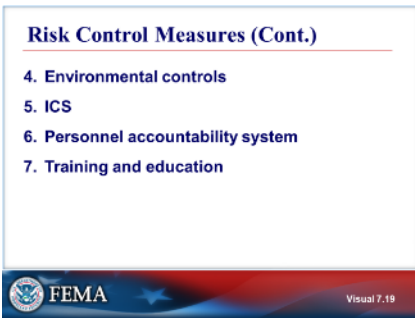 Risk Control Measures (Cont.)
4. Environmental controls
5. ICS
6. Personnel accountability system
7. Training and education
FEMA
Visual 7.19